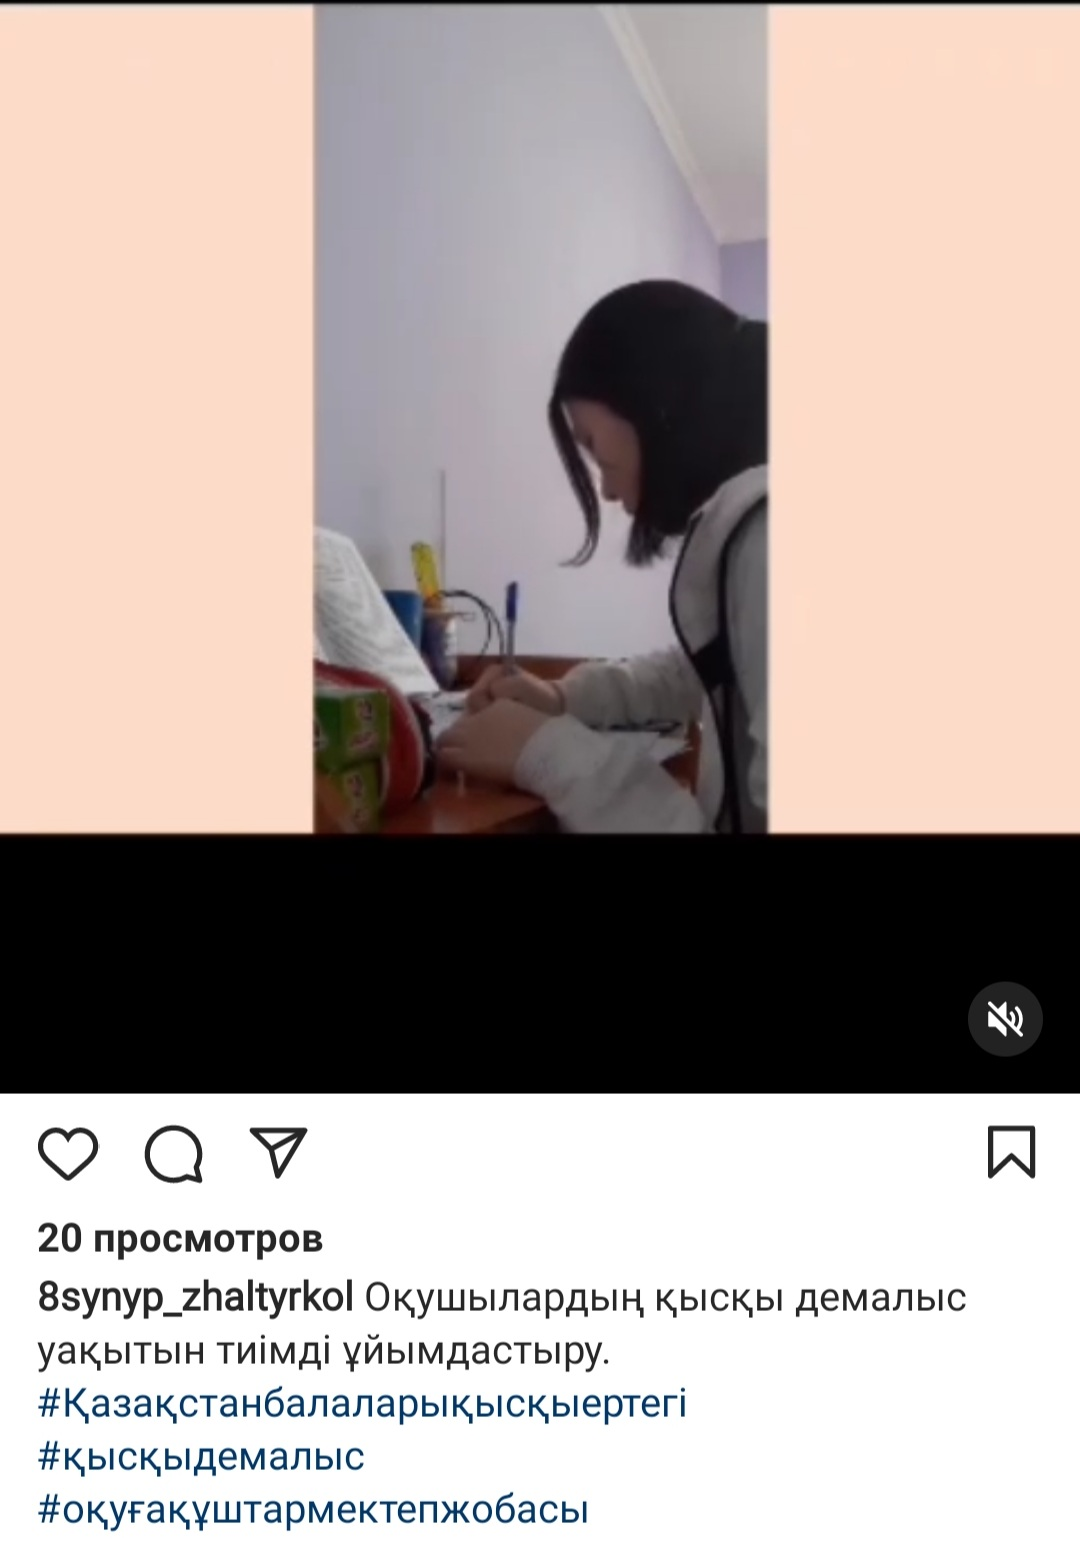 20 просмотров
8synyp_zhaltyrkol Оқушылардың қысқы демалыс
уақытын тиімді ұйымдастыру.
#Қазақстанбалаларықысқыертегі
#қысқыдемалыс
#оқуғақұштармектепжобасы